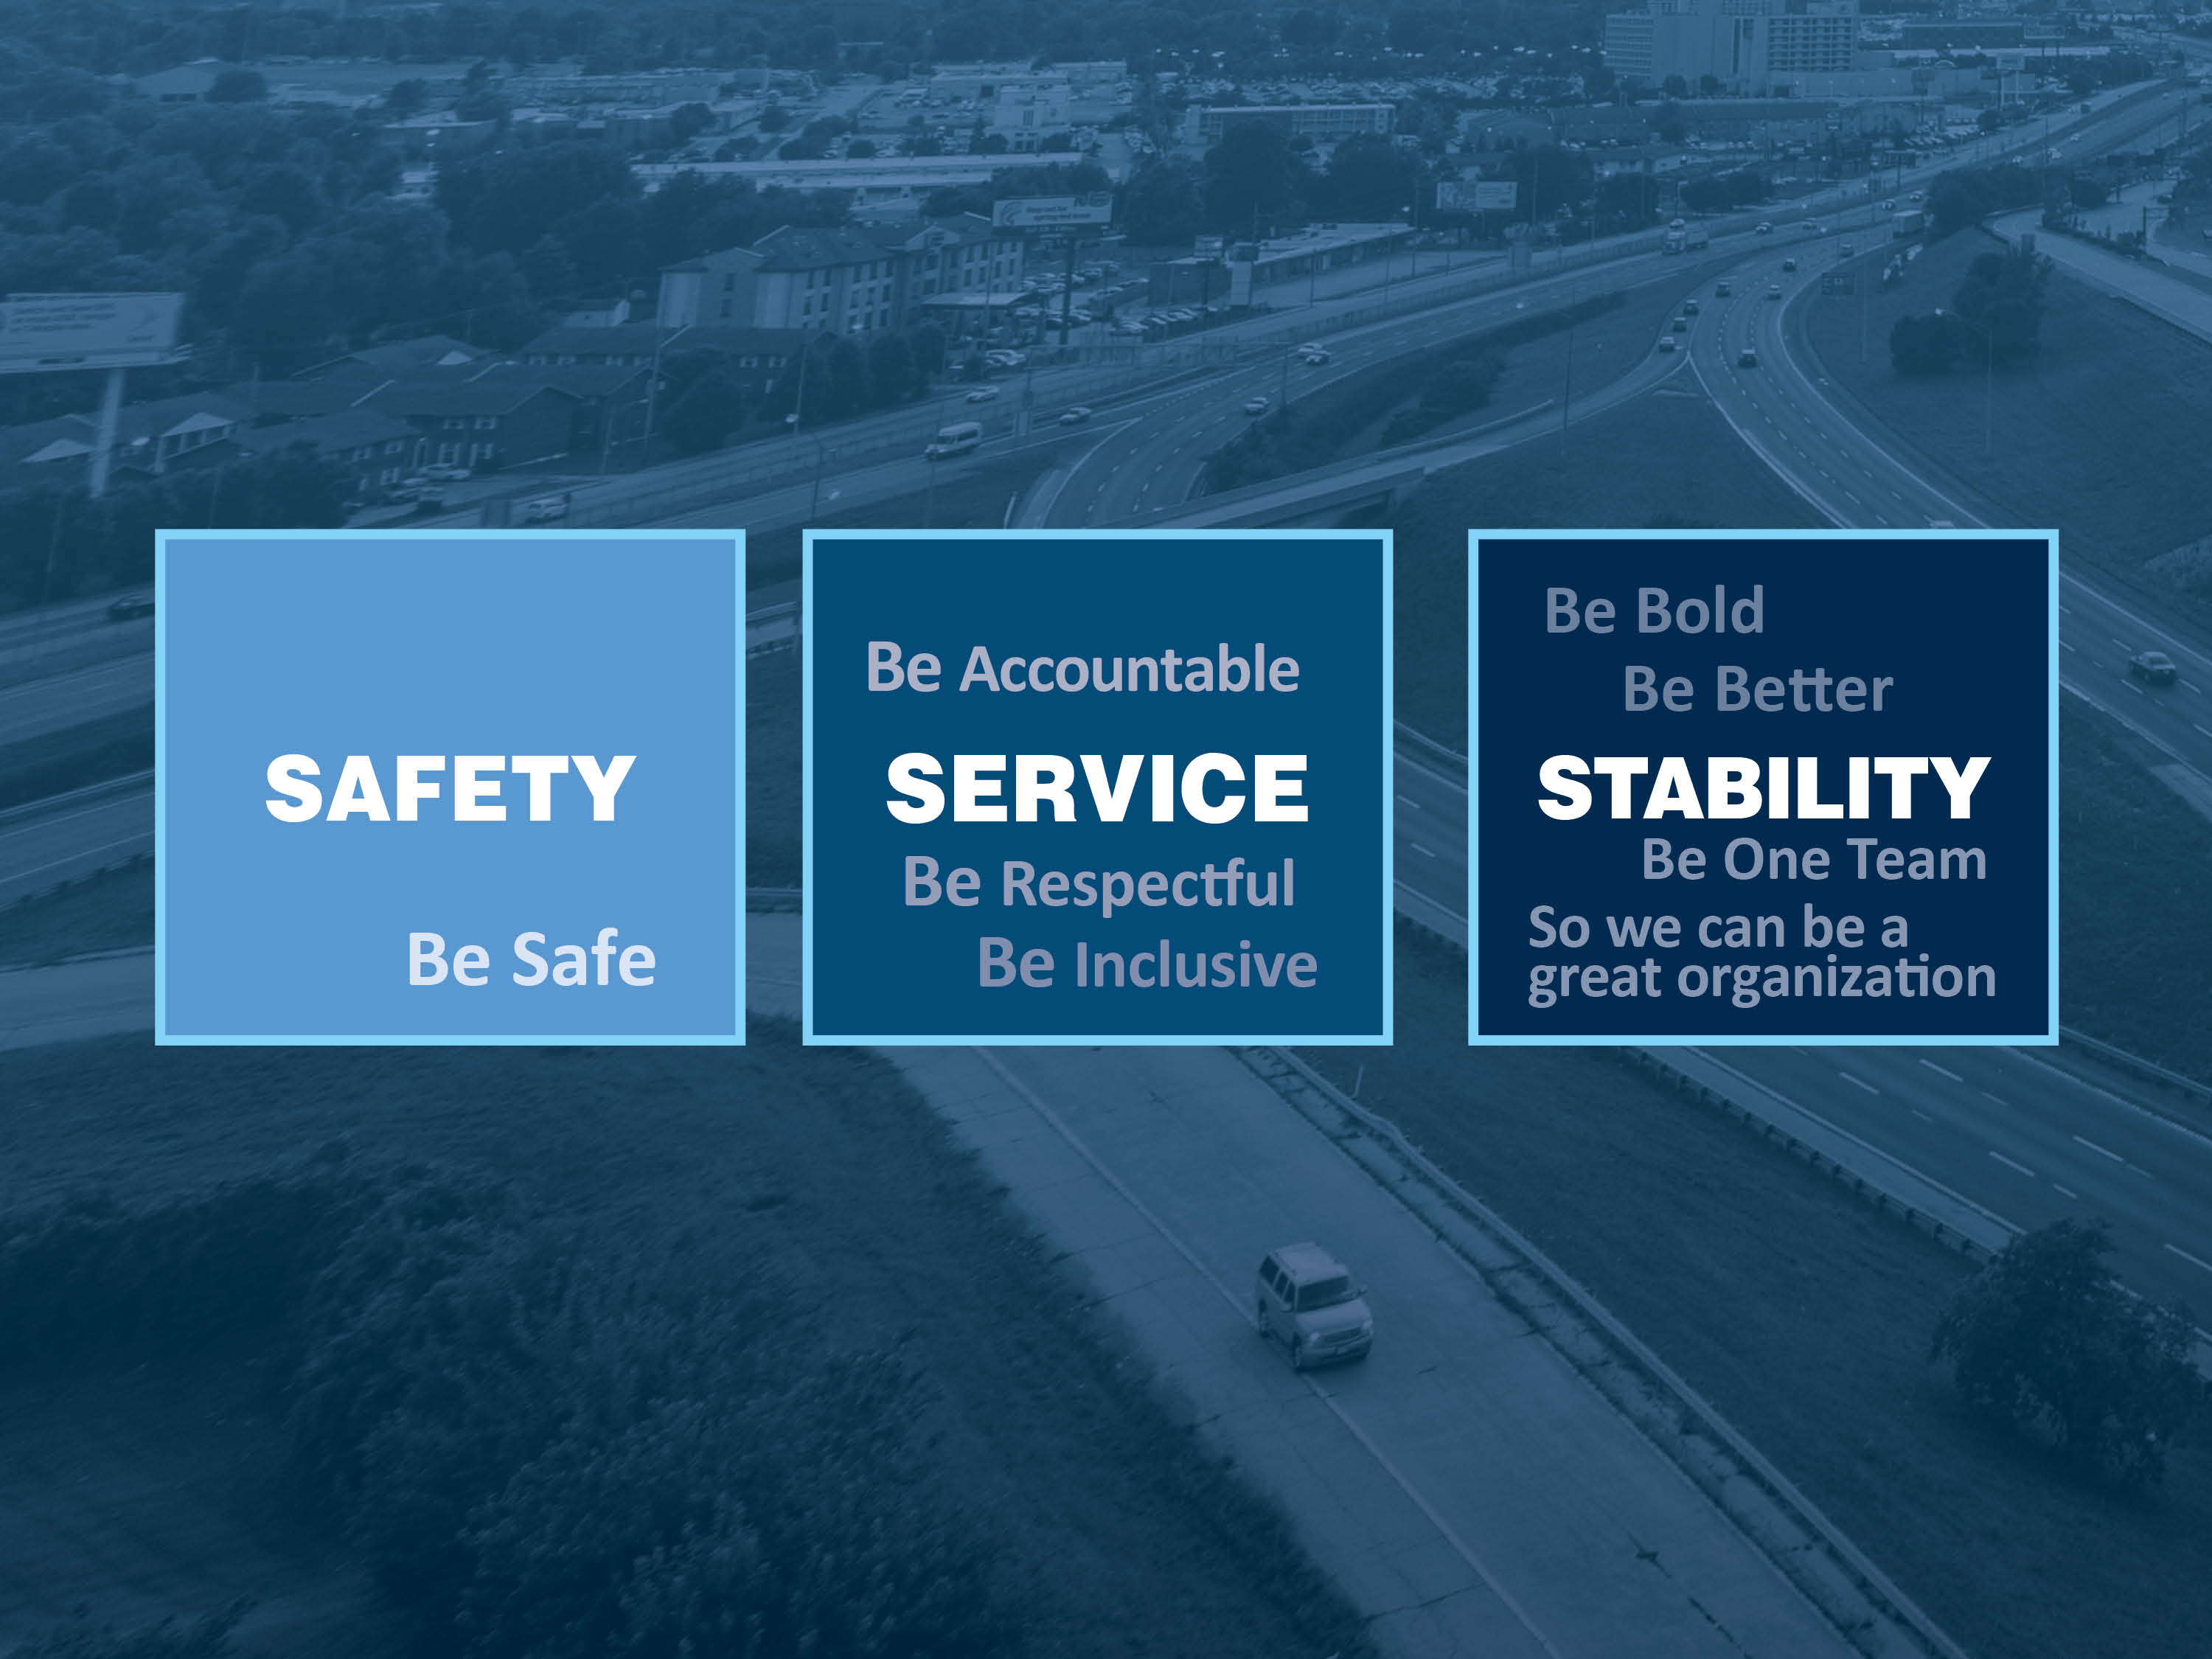 SAFETY
Be Safe
Be Accountable
SERVICE
Be Respectful
Be Inclusive
Be Bold
Be Better
STABILITY
Be One Team
So we can be a
great organization